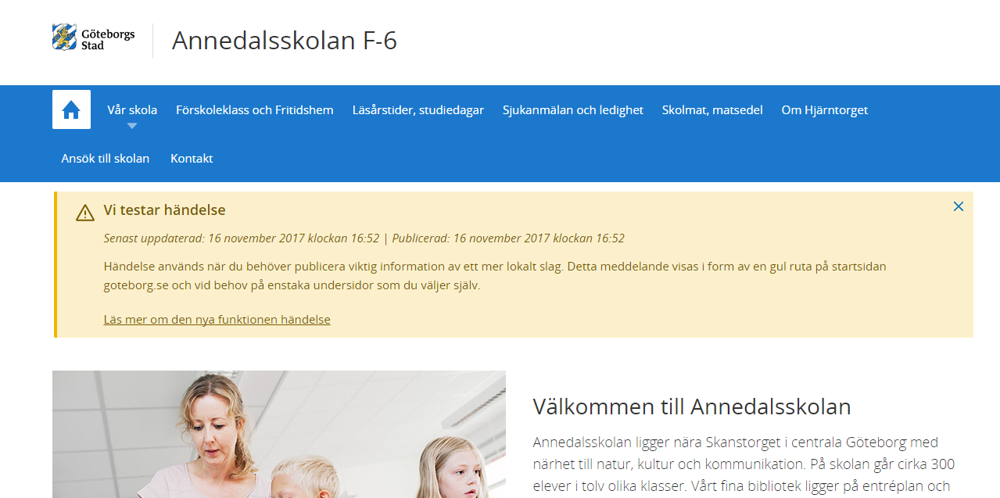 Göteborgs
Stad
Annedalsskolan F-6
Vår skola Förskoleklass och Fritidshem Läsårstider, studiedagar Sjukanmälan och ledighet Skolmat, matsedel Om Hjärntorget
Ansök till skolan Kontakt
Vi testar händelse
Senast uppdaterad: 16 november 2017 klockan 16:52 | Publicerad: 16 november 2017 klockan 16:52
Händelse används när du behöver publicera viktig information av ett mer lokalt slag. Detta meddelande visas i form av en gul ruta på startsidan
goteborg.se och vid behov på enstaka undersidor som du väljer själv.
Läs mer om den nya funktionen händelse
Välkommen till Annedalsskolan
Annedalsskolan ligger nära Skanstorget i centrala Göteborg med
närhet till natur, kultur och kommunikation. På skolan går cirka 300
elever i tolv olika klasser. Vårt fina bibliotek ligger på entréplan och